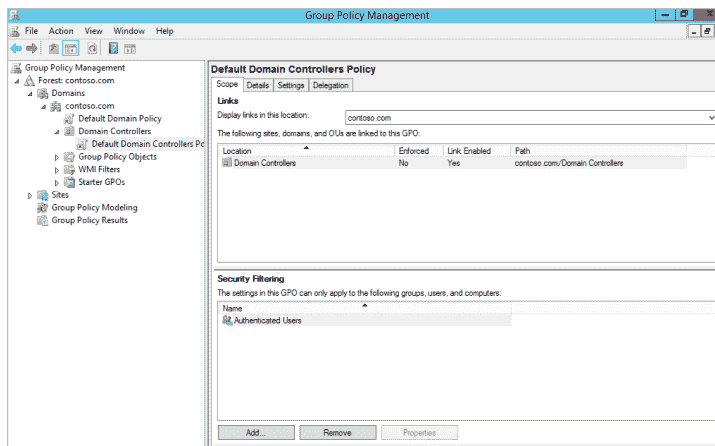 Group Policy Management
File Action View Window Help
Group Policy Management
Forest: contoso.com
Domains
contoso.com
Default Domain Policy
Domain Controllers
Default Domain Controllers Pc
Group Policy Objects
WMI Filters
Starter GPOs
Sites
Group Policy Modeling
Group Policy Results
Default Domain Controllers Policy
Scope Details Settings Delegation
Links
Display links in this location: contoso.com
The following sites, domains, and OUs are linked to this GPO:
Location Enforced Link Enabled Path
Domain Controllers No Yes contoso.com/Domain Controllers
Security Filtering
The settings in this GPO can only apply to the following groups, users, and computers:
Name
Authenticated Users
Add... Remove Properties